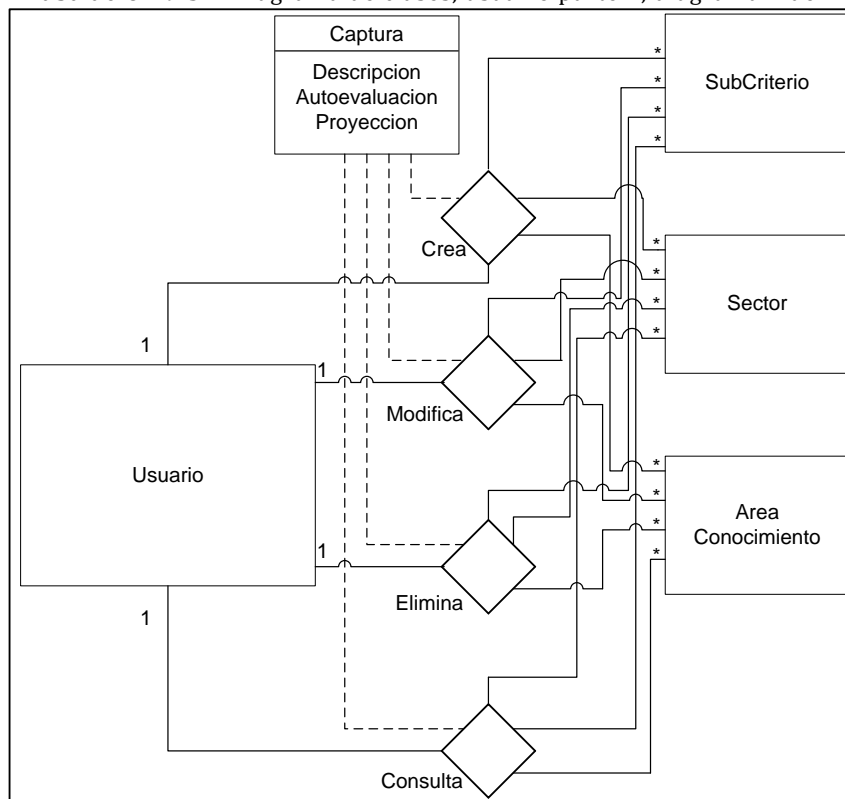 Captura
Descripcion
Autoevaluacion
Proyeccion
*
*
*
*
SubCriterio
Crea
*
*
*
*
Sector
1
1
Modifica
Usuario
*
*
*
*
Area
Conocimiento
1
Elimina
1
Consulta